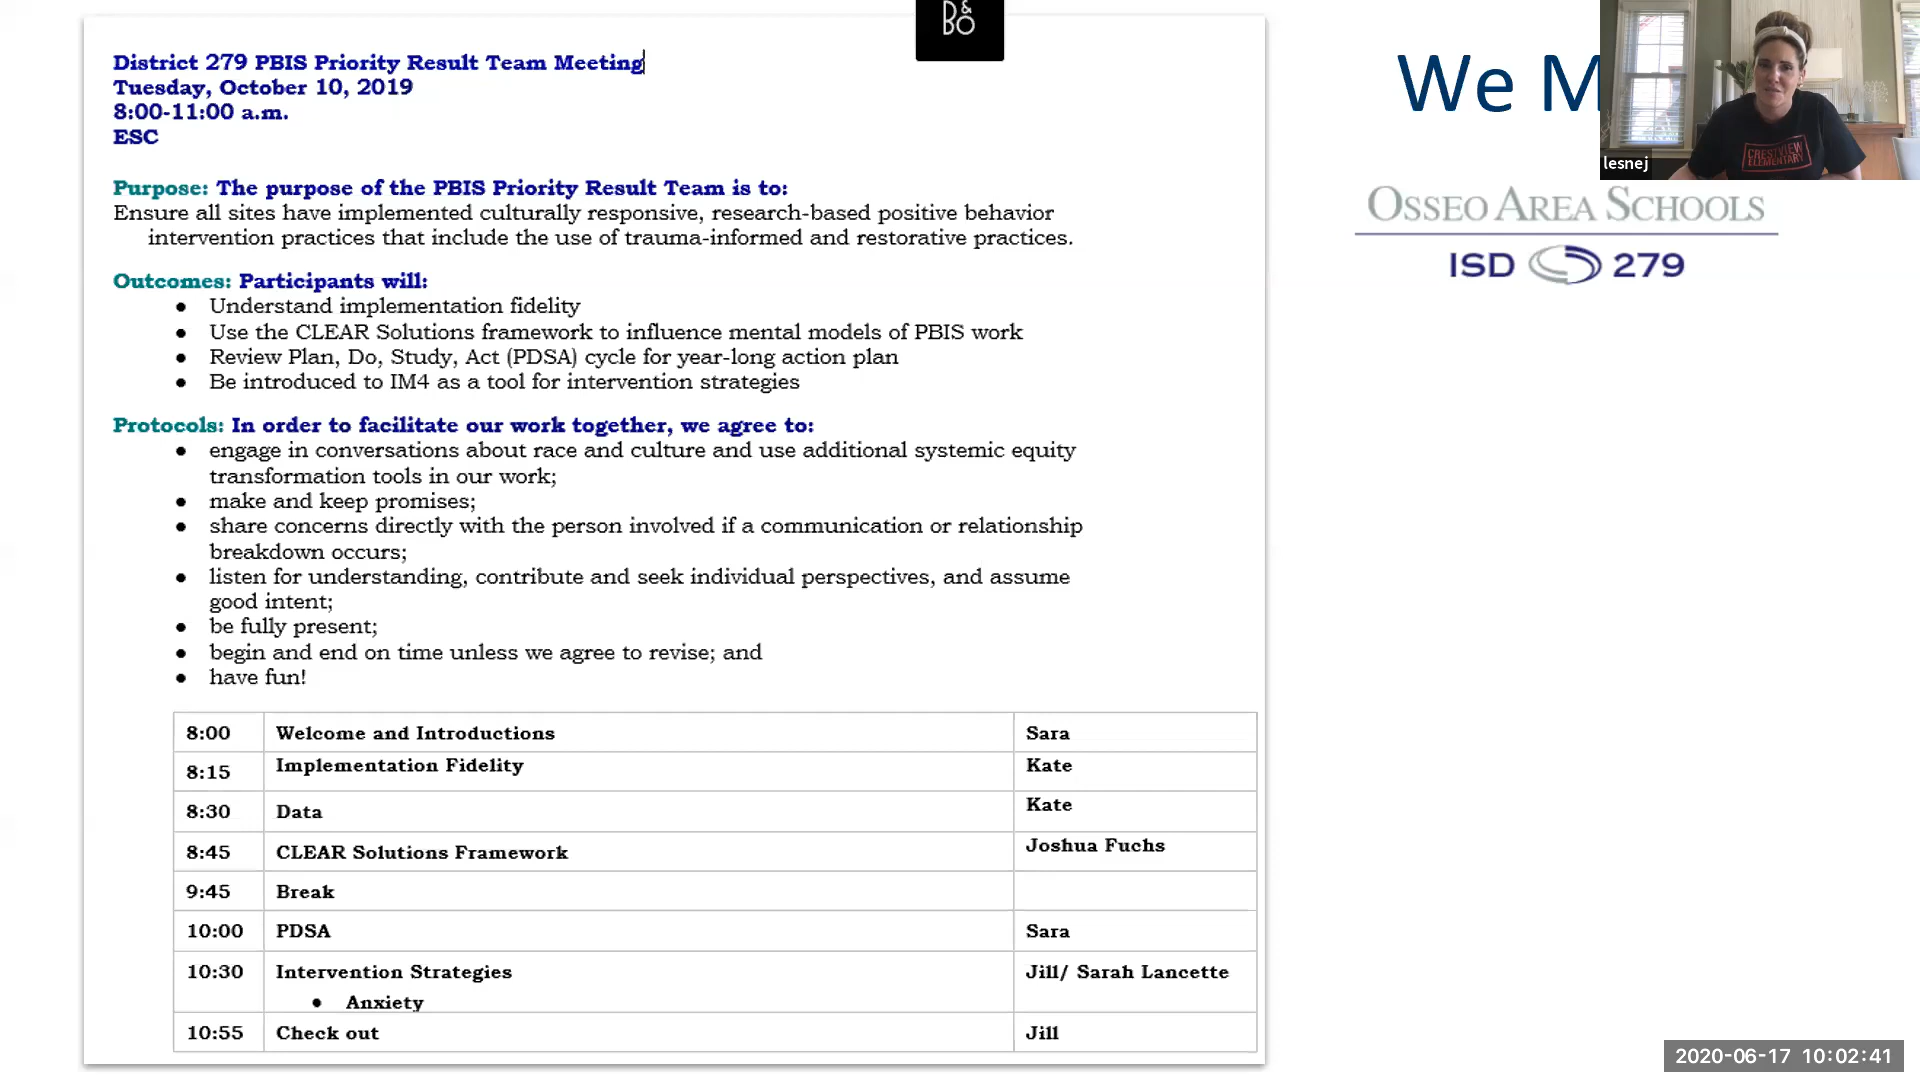 B&O
District 279 PBIS Priority Result Team Meeting
Tuesday, October 10, 2019
8:00-11:00 a.m.
ESC
Purpose: The purpose of the PBIS Priority Result Team is to:
Ensure all sites have implemented culturally responsive, research-based positive behavior
intervention practices that include the use of trauma-informed and restorative practices.
Outcomes: Participants will:
● Understand implementation fidelity
● Use the CLEAR Solutions framework to influence mental models of PBIS work
● Review Plan, Do, Study, Act (PDSA) cycle for year-long action plan
● Be introduced to IM4 as a tool for intervention strategies
Protocols: In order to facilitate our work together, we agree to:
● engage in conversations about race and culture and use additional systemic equity
transformation tools in our work;
● make and keep promises;
● share concerns directly with the person involved if a communication or relationship
breakdown occurs;
● listen for understanding, contribute and seek individual perspectives, and assume
good intent;
● be fully present;
● begin and end on time unless we agree to revise; and
● have fun!
8:00 Welcome and Introductions Sara
8:15 Implementation Fidelity Kate
8:30 Data Kate
8:45 CLEAR Solutions Framework Joshua Fuchs
9:45 Break
10:00 PDSA Sara
10:30 Intervention Strategies Jill/ Sarah Lancette
● Anxiety
10:55 Check out Jill
We M
CRESTVIEW
ELEMENTARY
lesnej
OSSEO AREA SCHOOLS
ISD 279
2020-06-17 10:02:41